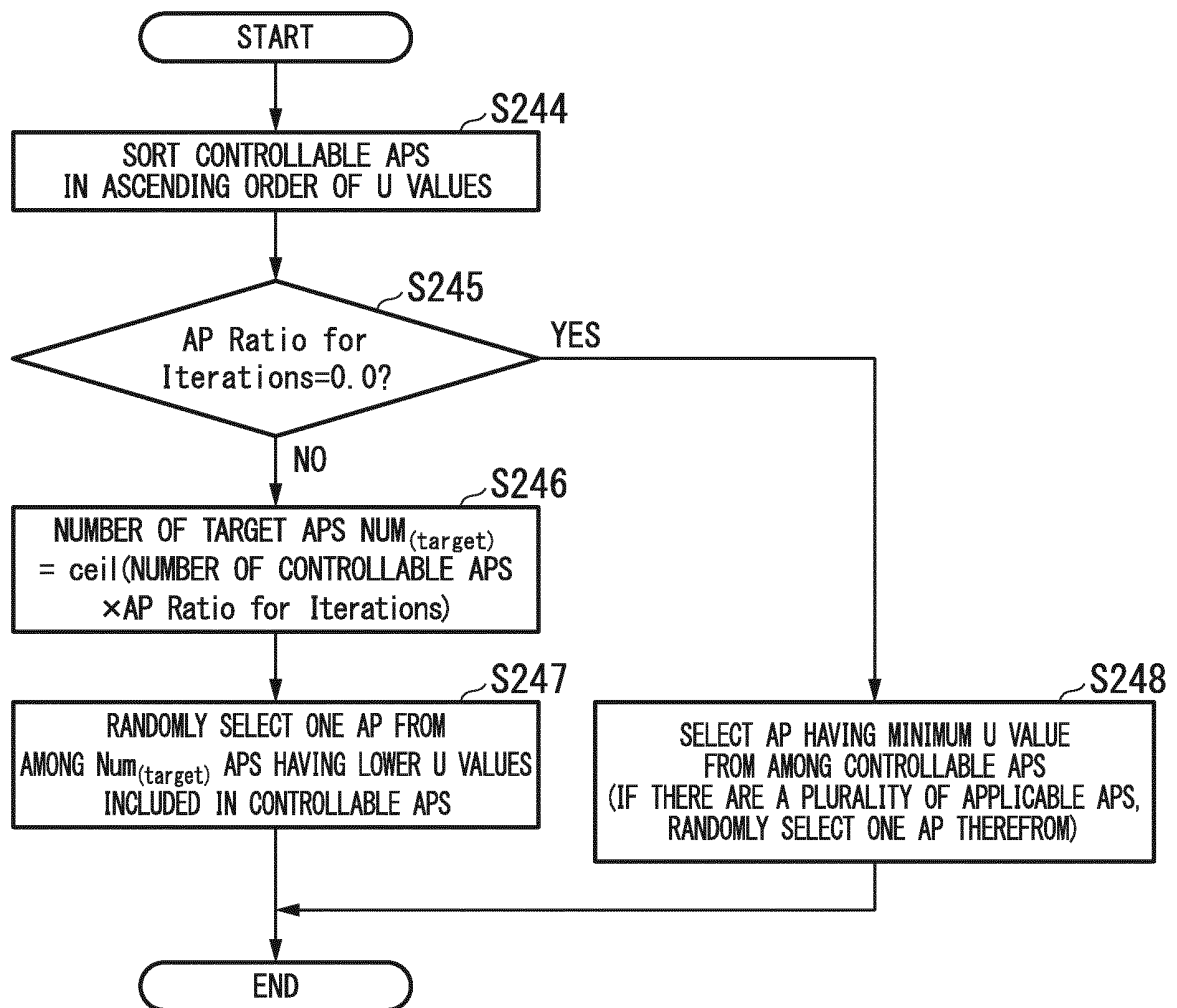 START
S244
SORT CONTROLLABLE APS
IN ASCENDING ORDER OF U VALUES
S245
AP Ratio for
Iterations=0.0?
YES
NO
S246
NUMBER OF TARGET APS NUM(target)
= ceil(NUMBER OF CONTROLLABLE APS
×AP Ratio for Iterations)
S247
RANDOMLY SELECT ONE AP FROM
AMONG Num(target) APS HAVING LOWER U VALUES
INCLUDED IN CONTROLLABLE APS
S248
SELECT AP HAVING MINIMUM U VALUE
FROM AMONG CONTROLLABLE APS
(IF THERE ARE A PLURALITY OF APPLICABLE APS,
RANDOMLY SELECT ONE AP THEREFROM)
END